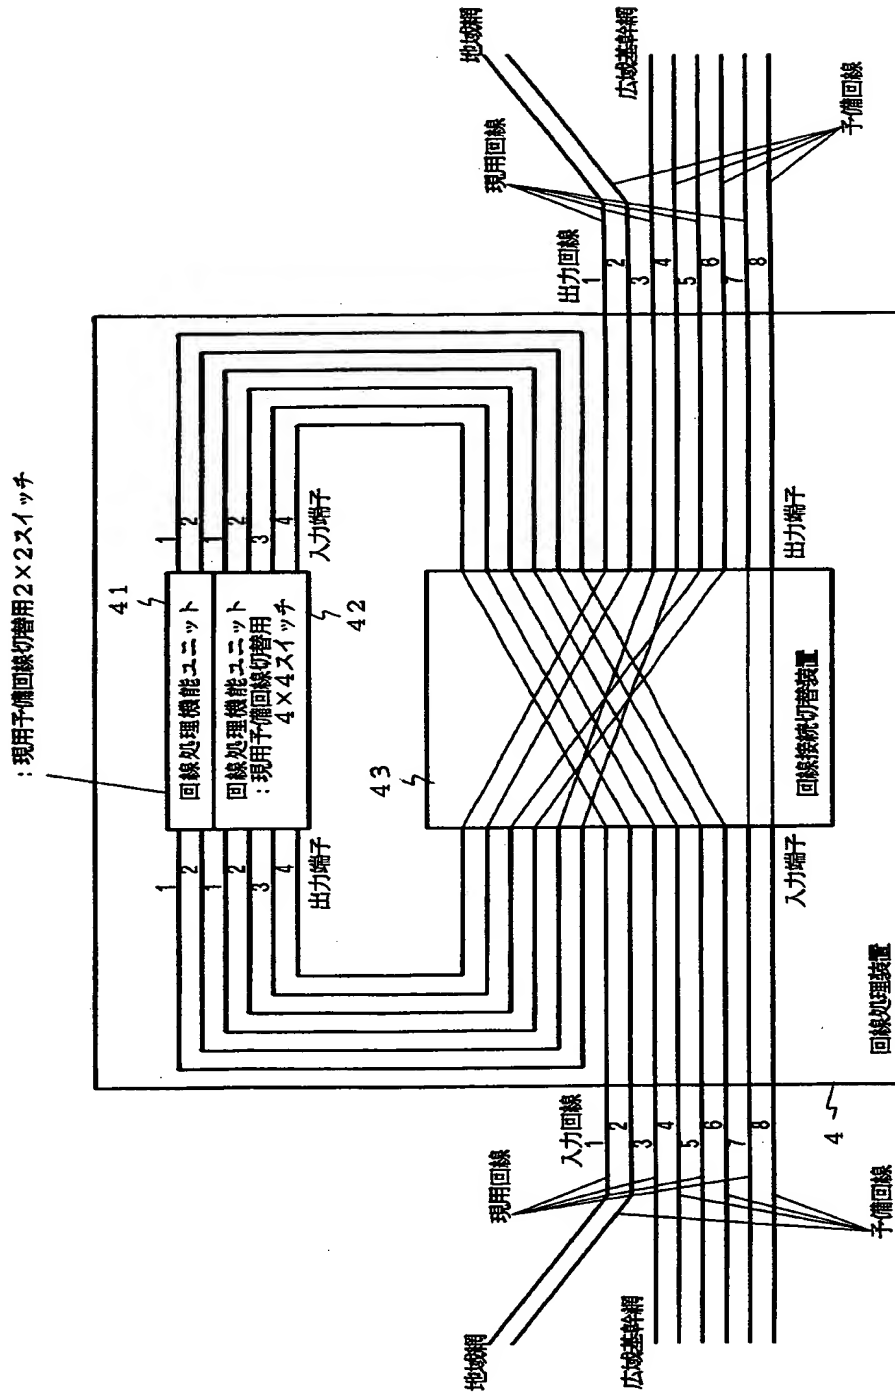 ：現用予備回線切替用２×２スイッチ
41
回線処理機能ユニット
回線処理機能ユニット
：現用予備回線切替用
４×４スイッチ
42
1
2
1
2
3
4
出力端子
1
2
1
2
3
4
入力端子
43
回線接続切替装置
入力端子
出力端子
回線処理装置
4
地域網
広域基幹網
現用回線
予備回線
入力回線
1
2
3
4
5
6
7
8
地域網
広域基幹網
現用回線
予備回線
出力回線
1
2
3
4
5
6
7
8